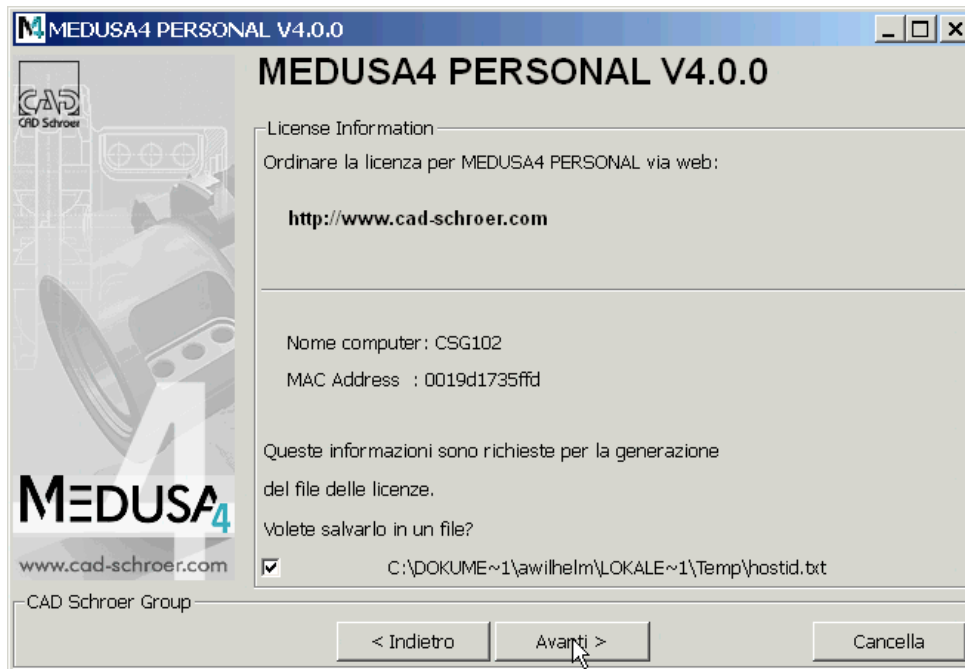 MEDUSA4 PERSONAL V4.0.0
MEDUSA4 PERSONAL V4.0.0
CAD
CAD Schroer
License Information
Ordinare la licenza per MEDUSA4 PERSONAL via web:
http://www.cad-schroer.com
Nome computer: CSG102
MAC Address : 0019d1735ffd
Queste informazioni sono richieste per la generazione
del file delle licenze.
Volete salvarlo in un file?
C:\DOKUME~1\awilhelm\LOKALE~1\Temp\hostid.txt
4
MEDUSA4
www.cad-schroer.com
CAD Schroer Group
< Indietro
Avanti >
Cancella